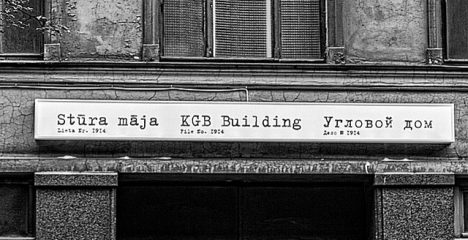 Stūra māja KGB Building Угловой дом
Lieta Nr. 1914 File No. 1914 Дело № 1914